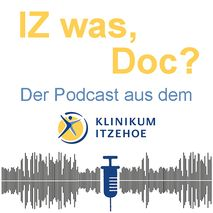 IZ was,
Doc?
Der Podcast aus dem
KLINIKUM
ITZEHOE